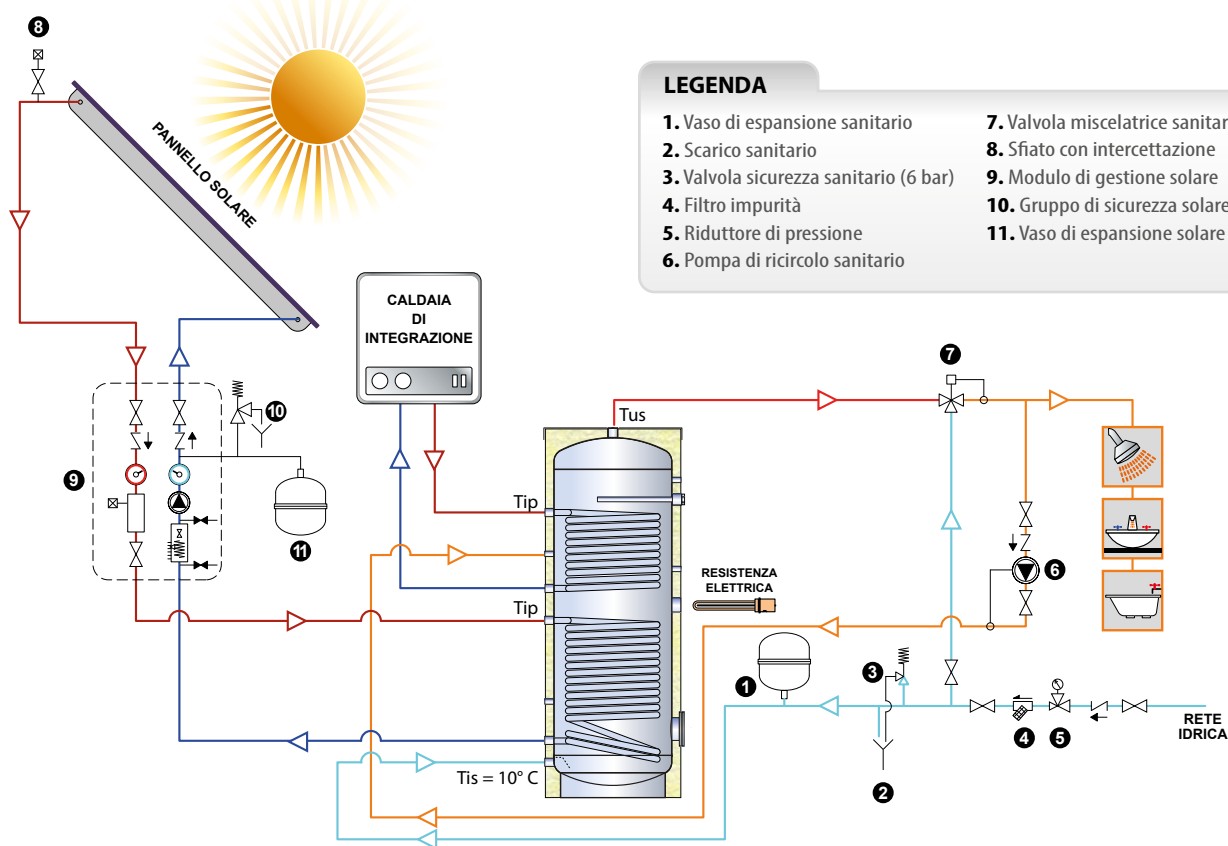 8
PANNELLO SOLARE
LEGENDA
1. Vaso di espansione sanitario
2. Scarico sanitario
3. Valvola sicurezza sanitario (6 bar)
4. Filtro impurità
5. Riduttore di pressione
6. Pompa di ricircolo sanitario
7. Valvola miscelatrice sanitar
8. Sfiato con intercettazione
9. Modulo di gestione solare
10. Gruppo di sicurezza solare
11. Vaso di espansione solare
CALDAIA
DI
INTEGRAZIONE
7
10
Tus
9
11
Tip
RESISTENZA
ELETTRICA
6
Tip
1
3
4
5
RETE
IDRICA
Tis = 10° C
2